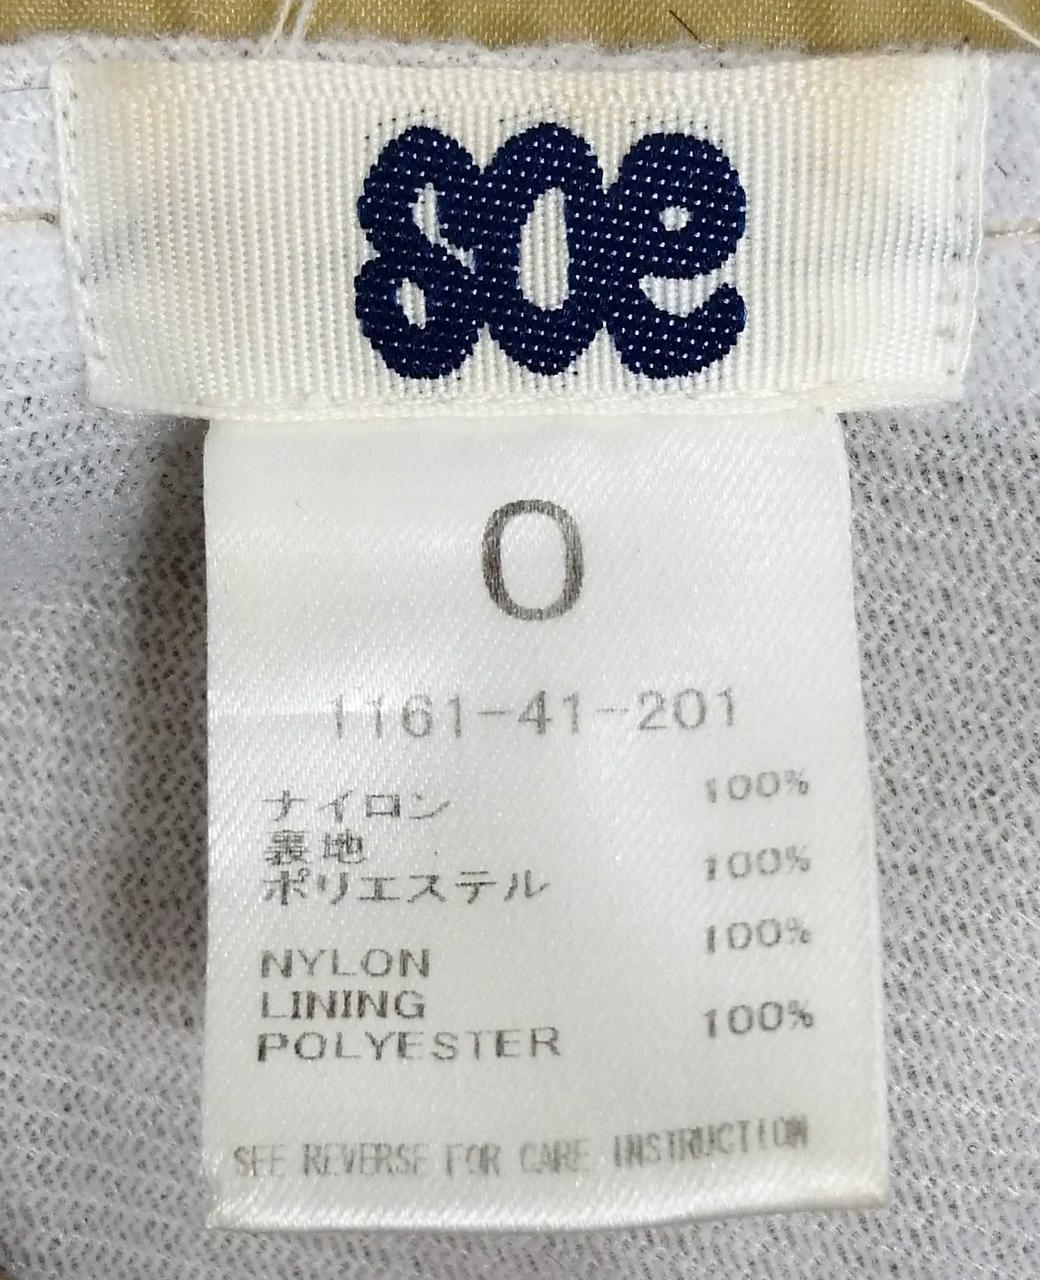 soe
0
1161-41-201
ナイロン 100%
裏地
ポリエステル 100%
NYLON 100%
LINING
POLYESTER 100%
SEE REVERSE FOR CARE INSTRUCTION